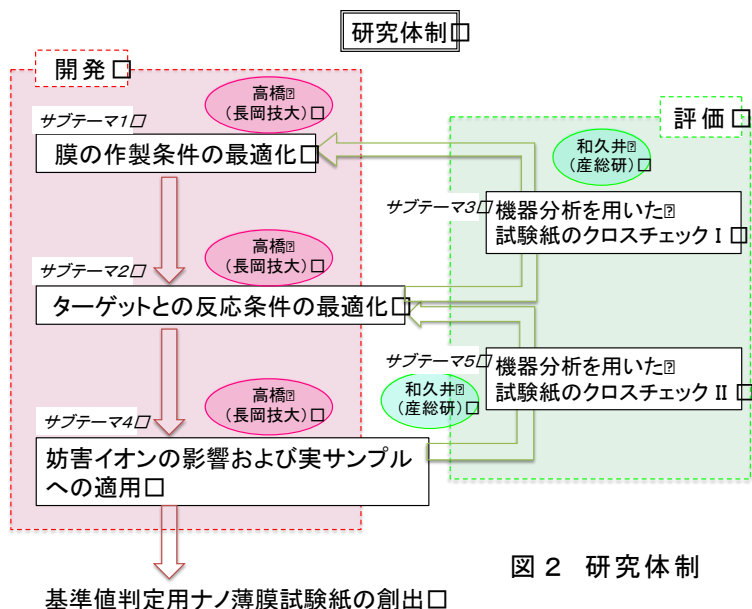 研究体制
開発
高橋
(長岡技大)
サブテーマ1
膜の作製条件の最適化
評価
和久井
(産総研)
サブテーマ3
機器分析を用いた
試験紙のクロスチェック I
高橋
(長岡技大)
サブテーマ2
ターゲットとの反応条件の最適化
サブテーマ5
機器分析を用いた
試験紙のクロスチェック II
和久井
(産総研)
高橋
(長岡技大)
サブテーマ4
妨害イオンの影響および実サンプル
への適用
図2 研究体制
基準値判定用ナノ薄膜試験紙の創出